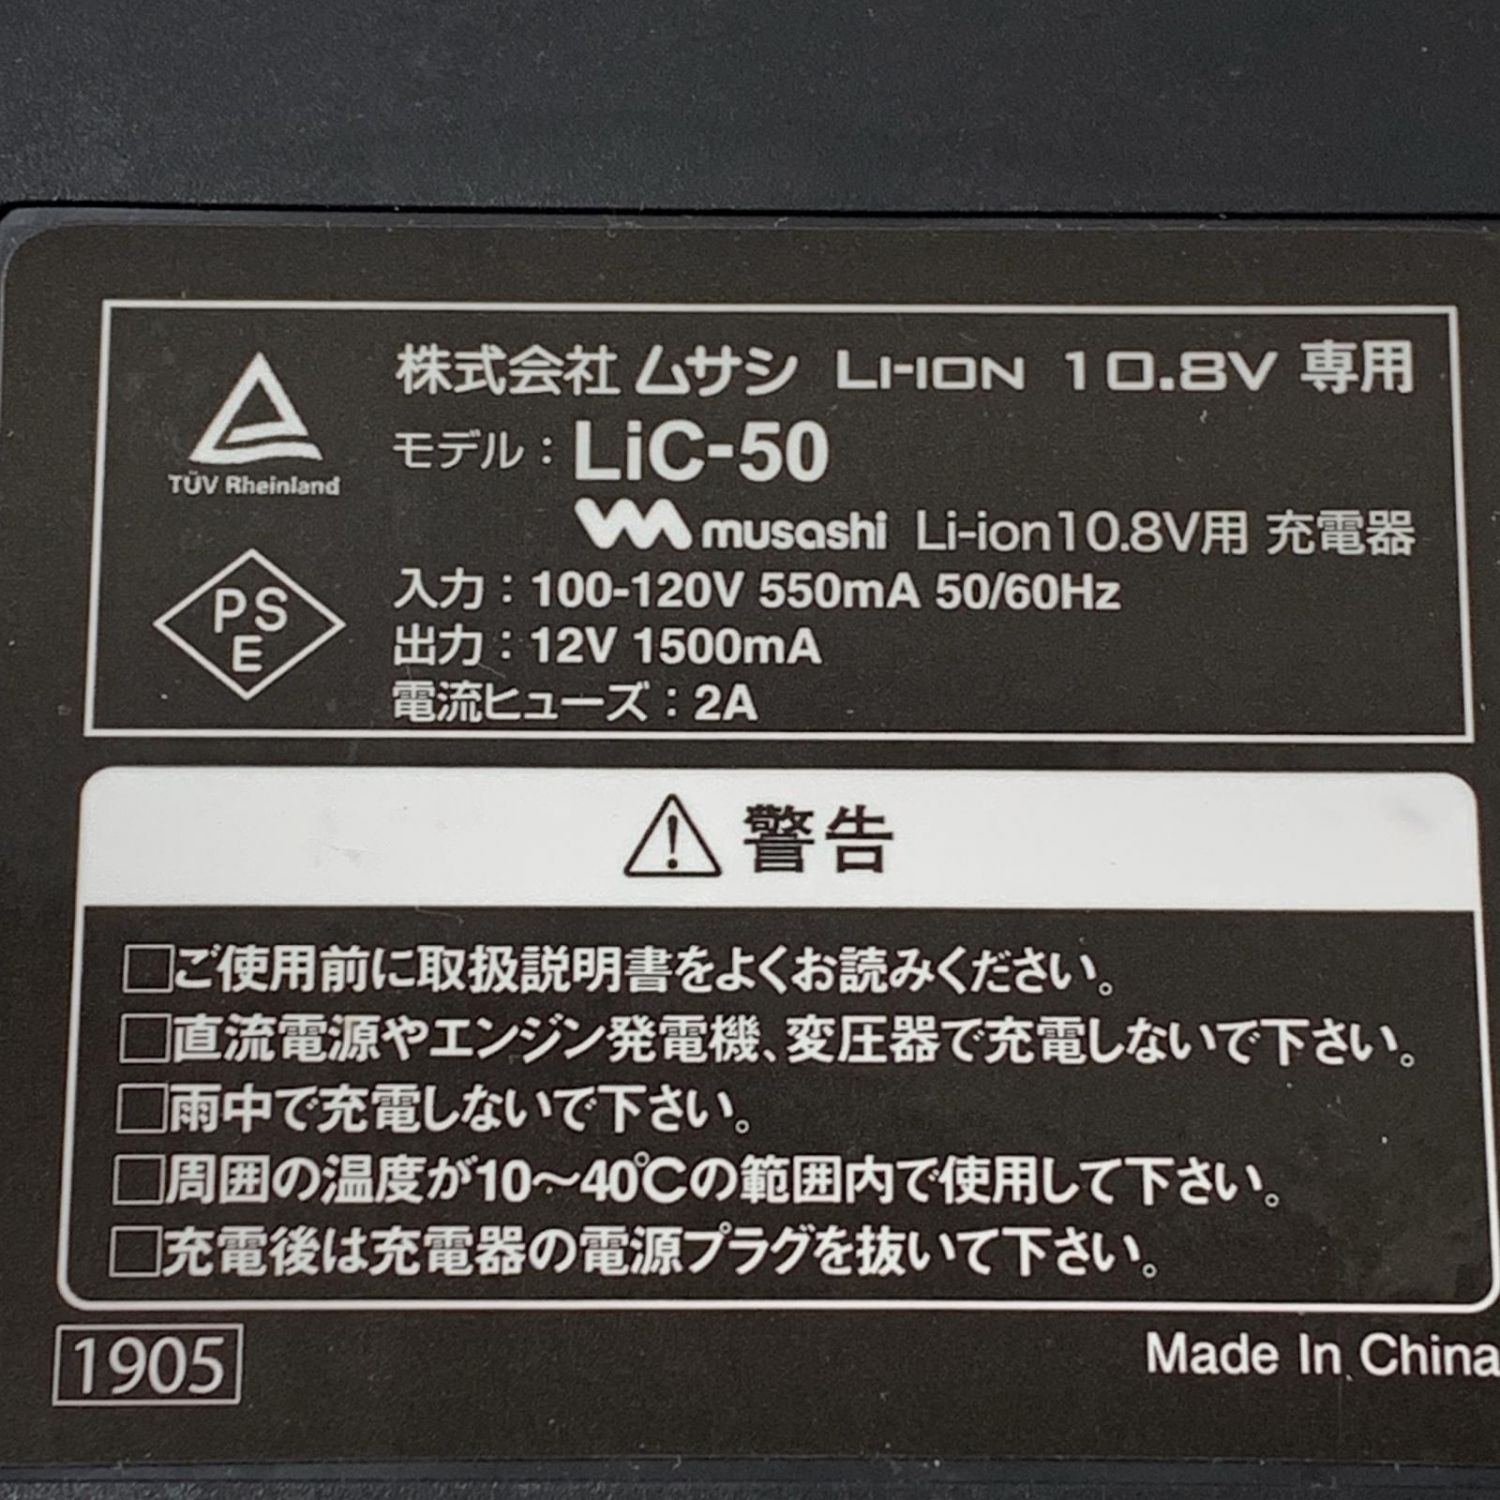 株式会社 ムサシ Li-ION 10.8V 専用
モデル：LiC-50
musashi Li-ion10.8V用 充電器
入力：100-120V 550mA 50/60Hz
出力：12V 1500mA
電流ヒューズ：2A
TÜV Rheinland
PS
E
警告
□ご使用前に取扱説明書をよくお読みください。
□直流電源やエンジン発電機、変圧器で充電しないで下さい。
□雨中で充電しないで下さい。
□周囲の温度が10～40℃の範囲内で使用して下さい。
□充電後は充電器の電源プラグを抜いて下さい。
1905
Made In China